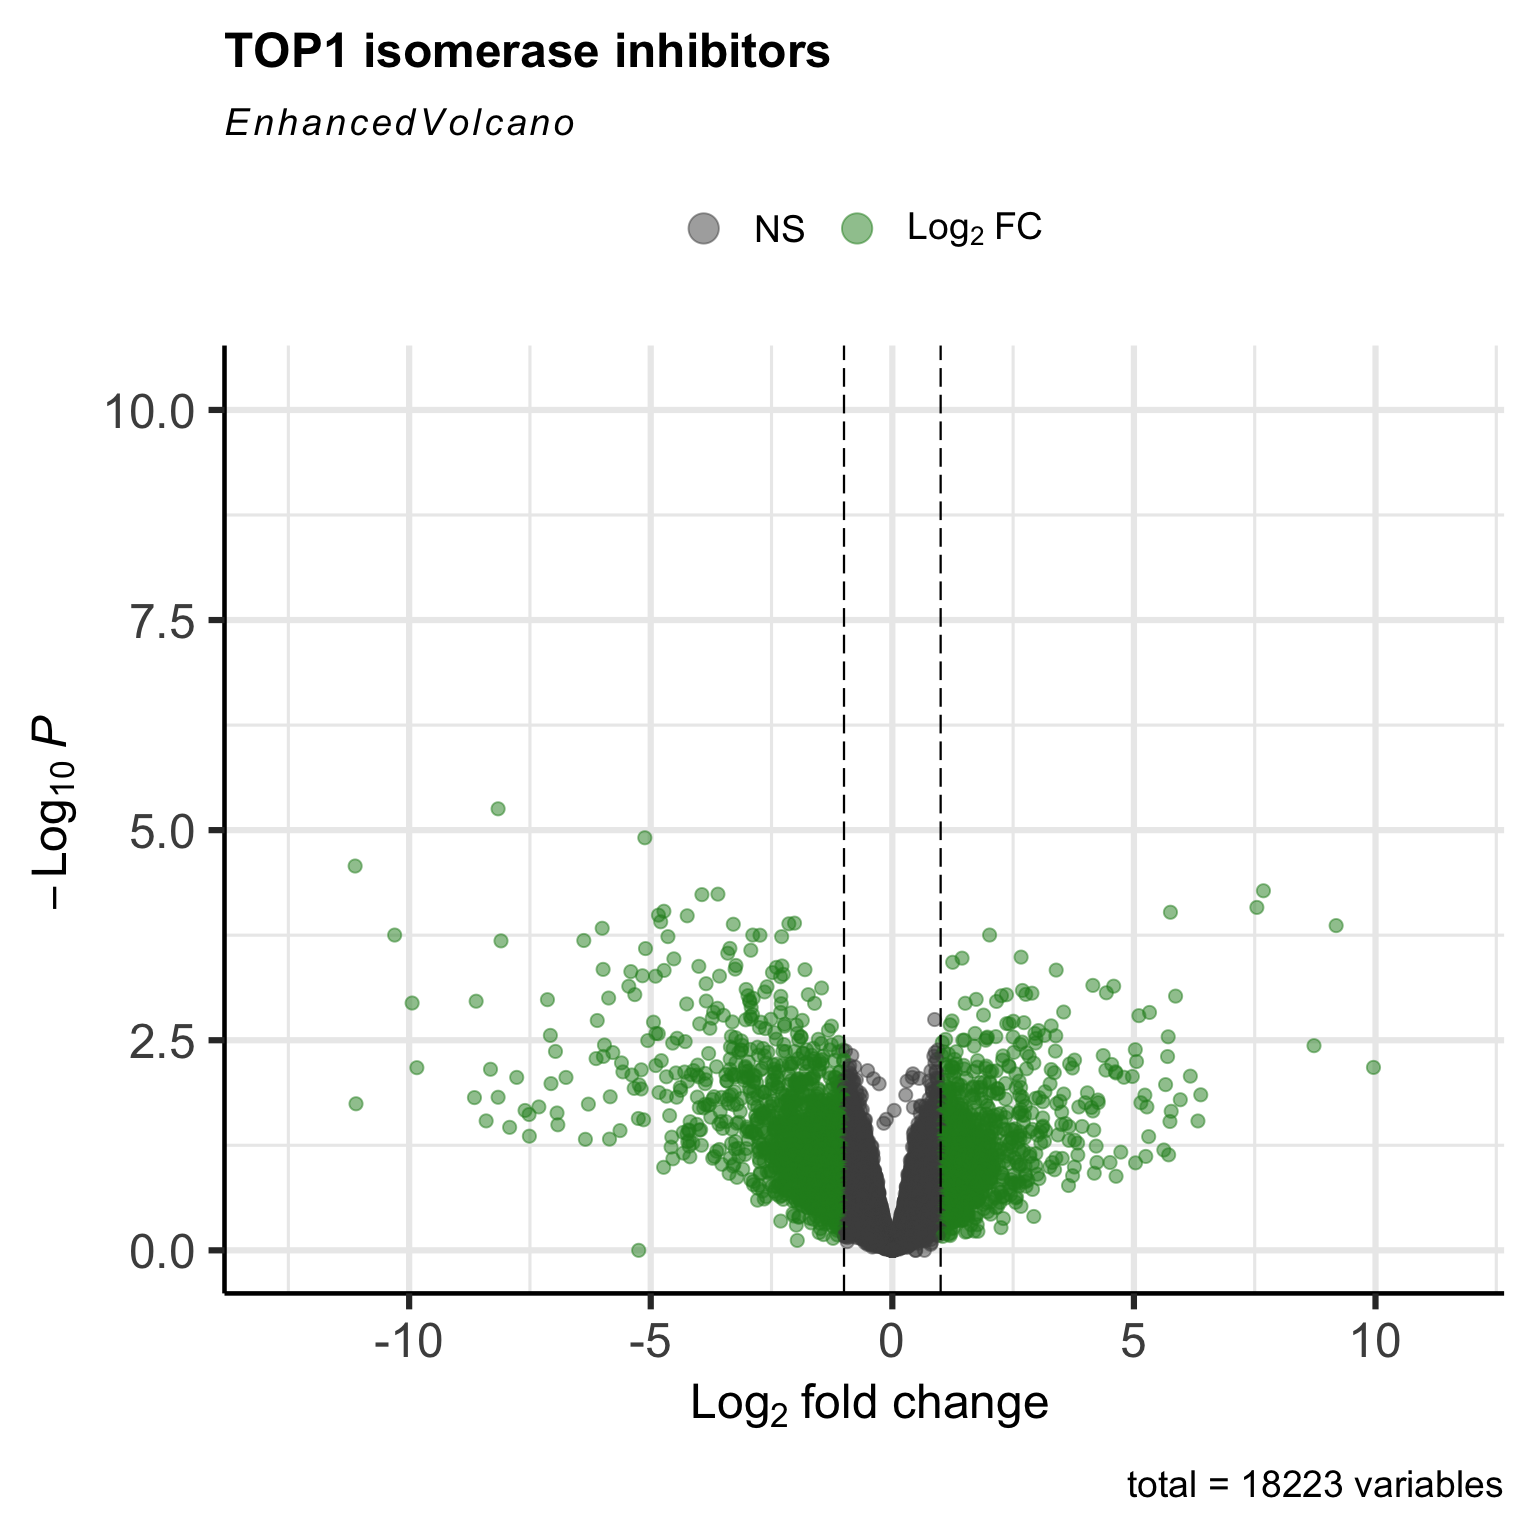 TOP1 isomerase inhibitors
EnhancedVolcano
NS Log₂ FC
10.0
7.5
5.0
2.5
0.0
−Log₁₀ P
-10 -5 0 5 10
Log₂ fold change
total = 18223 variables